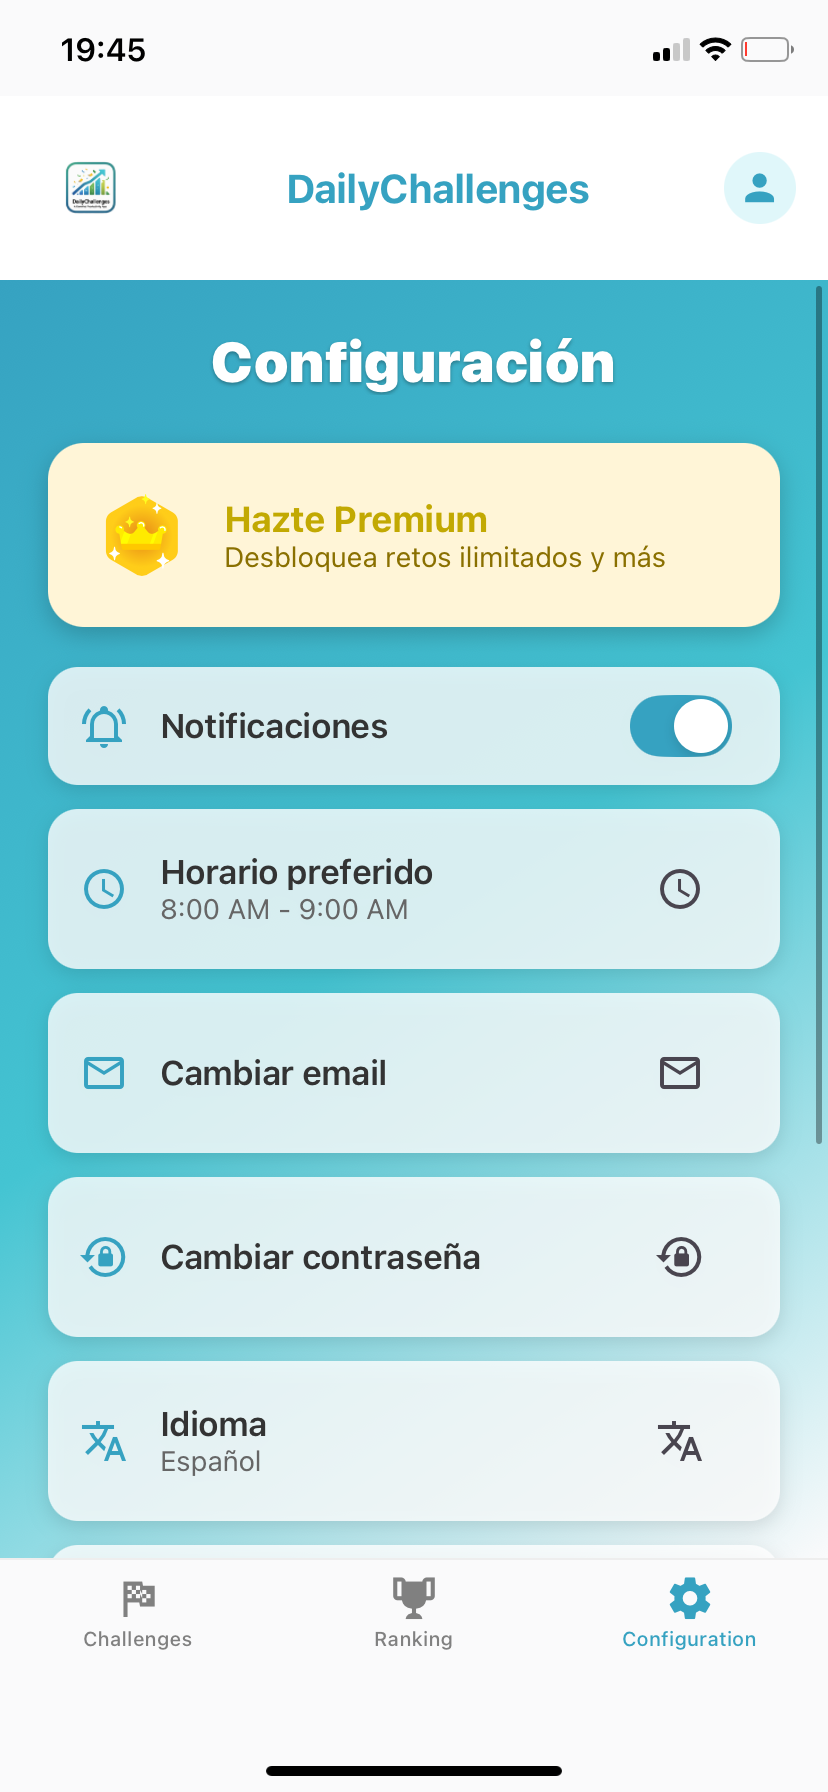 19:45
DailyChallenges
DailyChallenges
Configuración
Hazte Premium
Desbloquea retos ilimitados y más
Notificaciones
Horario preferido
8:00 AM - 9:00 AM
Cambiar email
Cambiar contraseña
Idioma
Español
Challenges
Ranking
Configuration